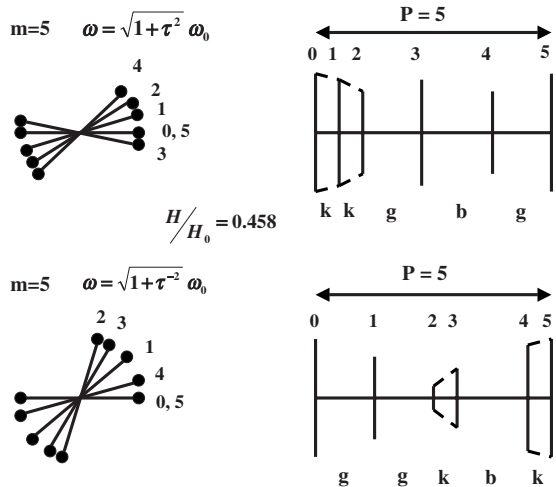 m=5 ω = √1+τ² ω₀
P = 5
0 1 2 3 4 5
4
2
1
0, 5
3
k k g b g
H/H₀ = 0.458
m=5 ω = √1+τ⁻² ω₀
P = 5
0 1 2 3 4 5
2 3
1
4
0, 5
g g k b k